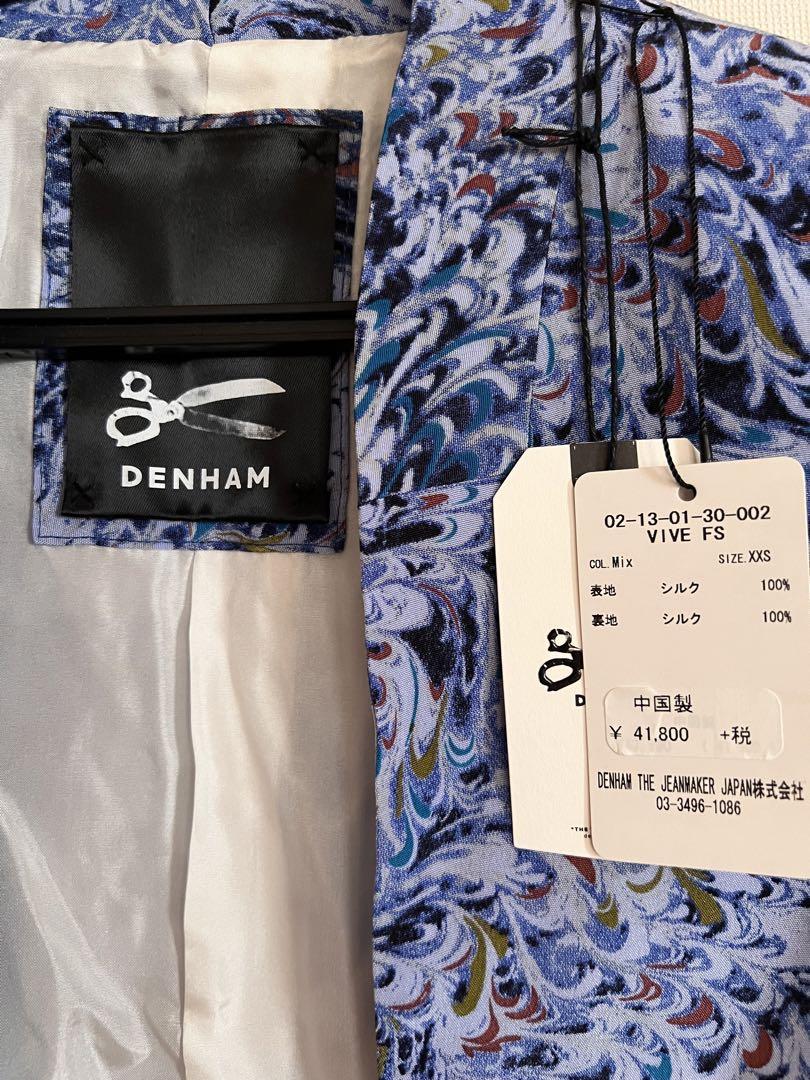 DENHAM
02-13-01-30-002
VIVE FS
COL.Mix SIZE.XXS
表地 シルク 100%
裏地 シルク 100%
中国製
¥ 41,800 +税
DENHAM THE JEANMAKER JAPAN株式会社
03-3496-1086
D
"THE